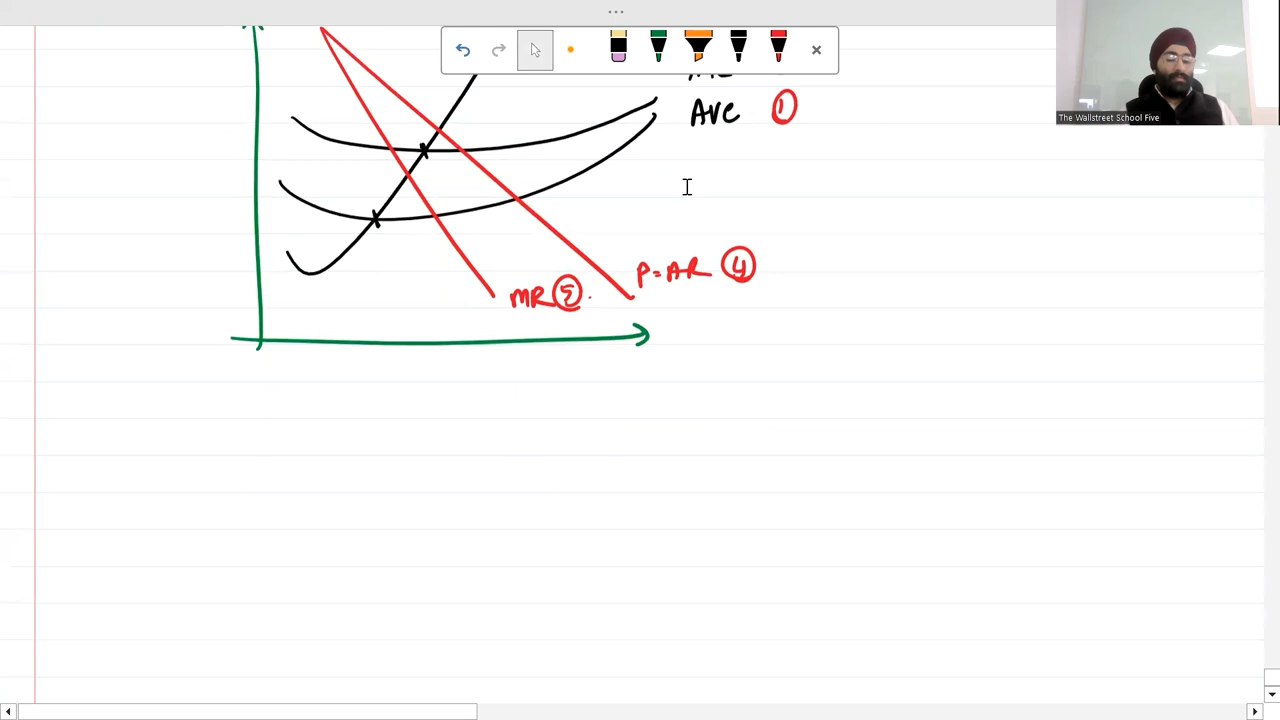 AVC ①
The Wallstreet School Five
P=AR ④
MR ⑤.